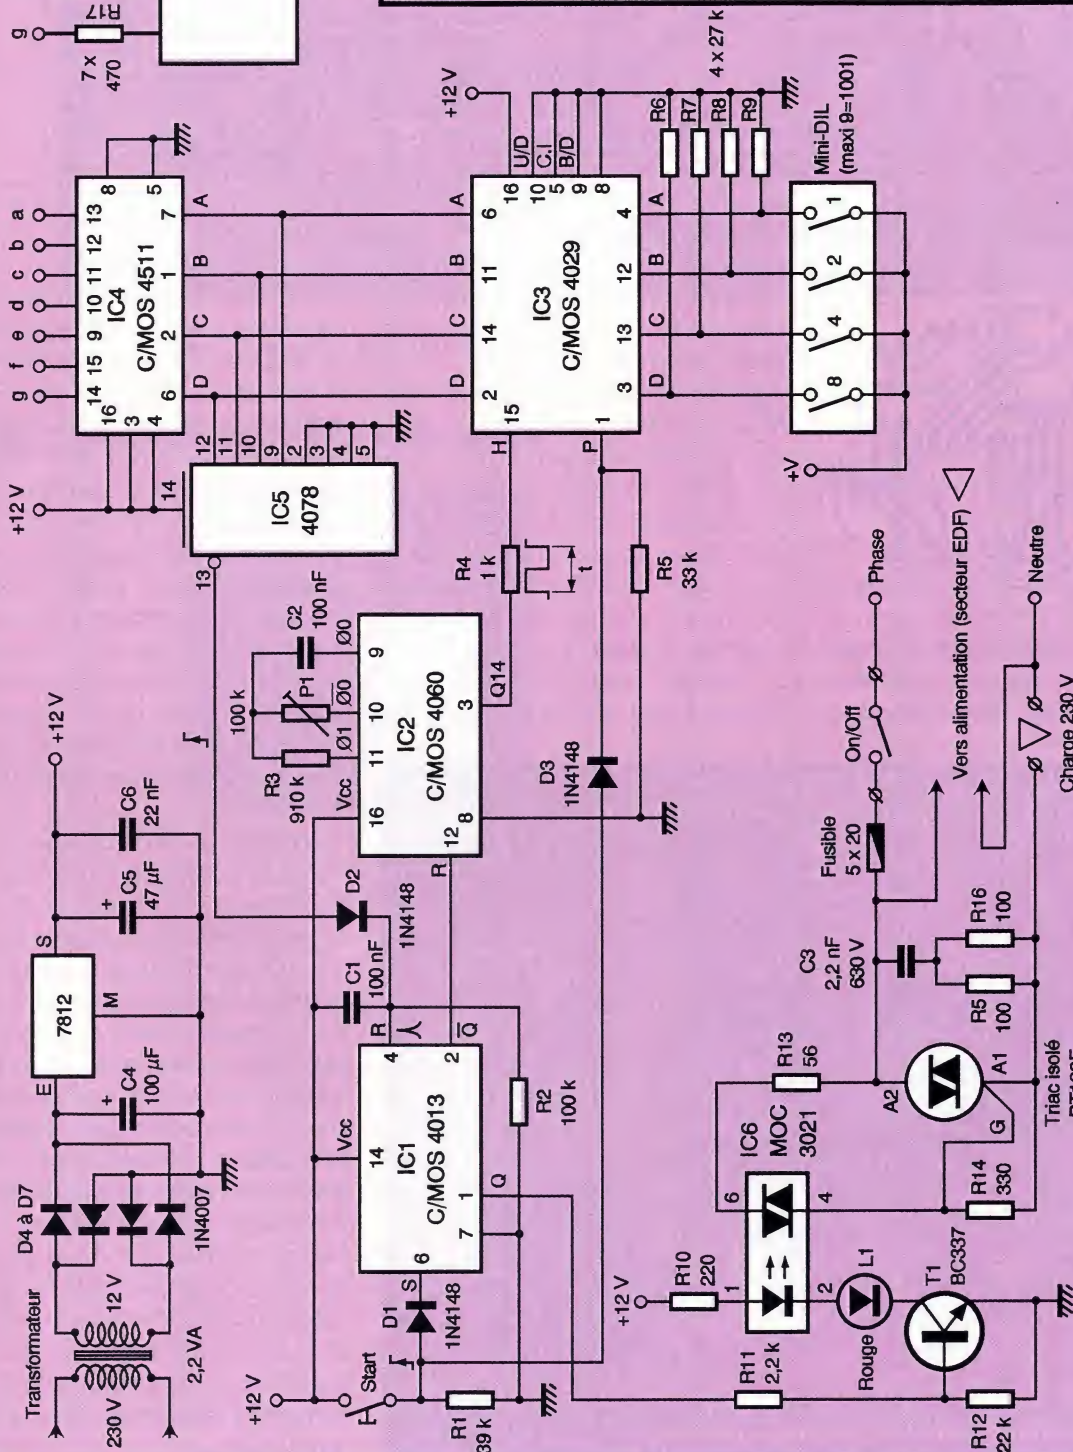 g
R17
7 x
470
+12 V
a
b
c
d
e
f
g
13
12
11
10
9
15
14
8
5
16
3
4
IC4
C/MOS 4511
7
1
2
6
A
B
C
D
14
12
11
10
9
2
3
4
5
IC5
4078
13
+12 V
U/D
C.I
B/D
16
10
5
9
8
A
B
C
D
6
11
14
2
15
1
IC3
C/MOS 4029
4
12
13
3
H
P
A
B
C
D
R6
R7
R8
R9
4 x 27 k
Mini-DIL
(maxi 9=1001)
1
2
4
8
+V
R4
1 k
t
R5
33 k
Transformateur
230 V
12 V
2,2 VA
D4 à D7
1N4007
E
7812
S
M
+
C4
100 µF
+
C5
47 µF
C6
22 nF
+12 V
100 k
C2
100 nF
P1
R3
910 k
Ø1
Ø0
Ø0
Vcc
16
11
10
9
IC2
C/MOS 4060
12
8
3
R
Q14
D2
1N4148
C1
100 nF
D3
1N4148
+12 V
Start
R1
39 k
D1
1N4148
S
6
Vcc
14
IC1
C/MOS 4013
7
1
4
2
R
Q
Q
R2
100 k
+12 V
R10
220
1
2
6
4
IC6
MOC
3021
Rouge
L1
T1
BC337
R11
2,2 k
R12
22 k
R13
56
R14
330
A2
A1
G
Triac isolé
C3
2,2 nF
630 V
R5
100
R16
100
Fusible
5 x 20
On/Off
Phase
Vers alimentation (secteur EDF)
Neutre
Charge 230 V